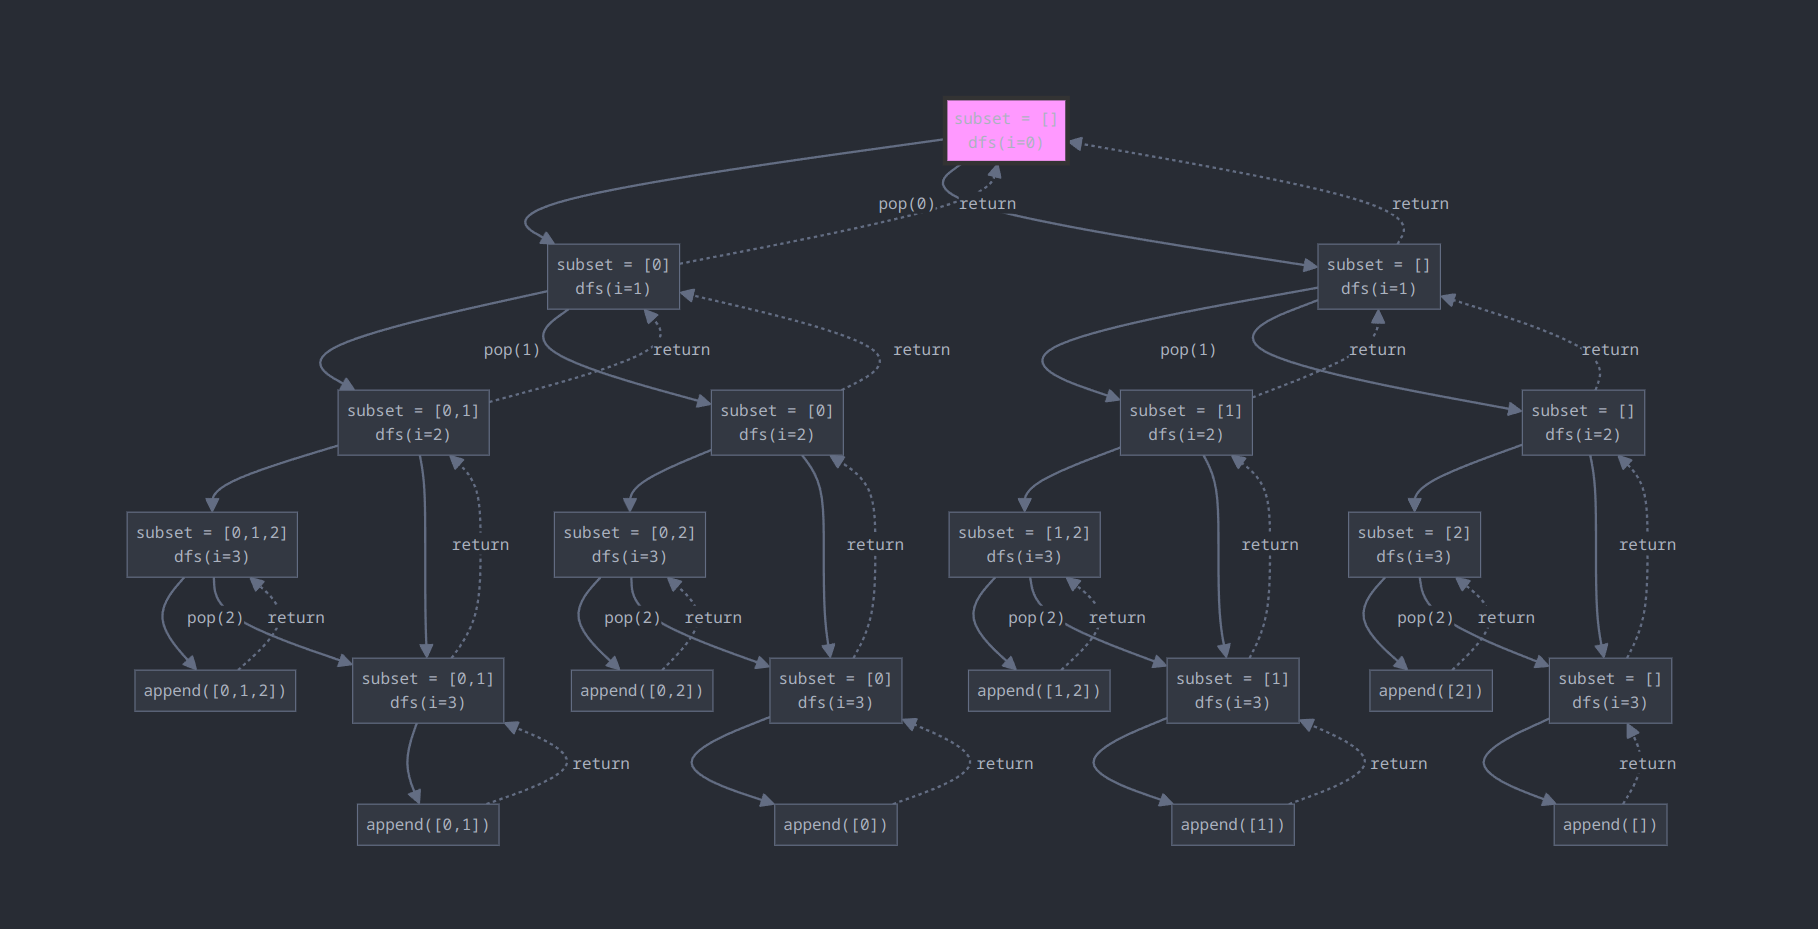 subset = []
dfs(i=0)
pop(0)
return
return
subset = [0]
dfs(i=1)
subset = []
dfs(i=1)
pop(1)
return
return
pop(1)
return
return
subset = [0,1]
dfs(i=2)
subset = [0]
dfs(i=2)
subset = [1]
dfs(i=2)
subset = []
dfs(i=2)
subset = [0,1,2]
dfs(i=3)
return
subset = [0,2]
dfs(i=3)
return
subset = [1,2]
dfs(i=3)
return
subset = [2]
dfs(i=3)
return
pop(2)
return
pop(2)
return
pop(2)
return
pop(2)
return
append([0,1,2])
subset = [0,1]
dfs(i=3)
append([0,2])
subset = [0]
dfs(i=3)
append([1,2])
subset = [1]
dfs(i=3)
append([2])
subset = []
dfs(i=3)
return
return
return
return
append([0,1])
append([0])
append([1])
append([])